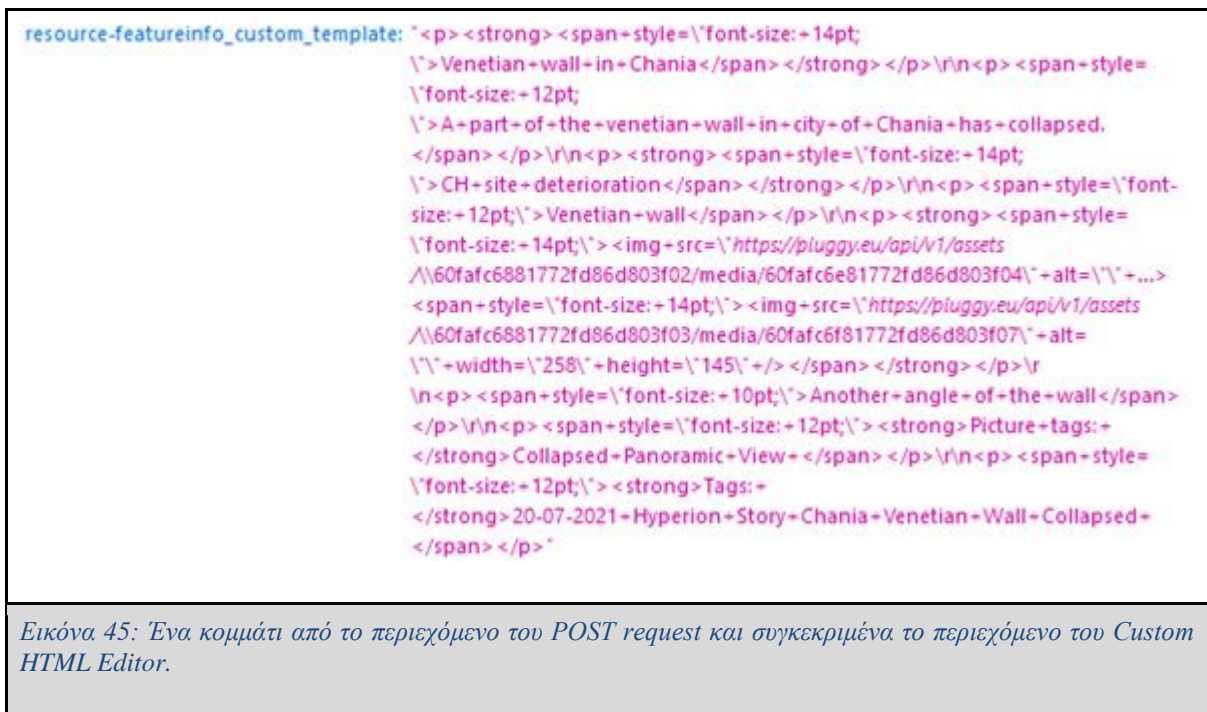 resource-featureinfo_custom_template: "<p><strong><span+style=\"font-size:+14pt;
\">Venetian+wall+in+Chania</span></strong></p>\r\n<p><span+style=
\"font-size:+12pt;
\">A+part+of+the+venetian+wall+in+city+of+Chania+has+collapsed.
</span></p>\r\n<p><strong><span+style=\"font-size:+14pt;
\">CH+site+deterioration</span></strong></p>\r\n<p><span+style=\"font-
size:+12pt;\">Venetian+wall</span></p>\r\n<p><strong><span+style=
\"font-size:+14pt;\"><img+src=\"https://pluggy.eu/api/v1/assets
/\\60fafc6881772fd86d803f02/media/60fafc6e81772fd86d803f04\"+alt=\"\"+...>
<span+style=\"font-size:+14pt;\"><img+src=\"https://pluggy.eu/api/v1/assets
/\\60fafc6881772fd86d803f03/media/60fafc6f81772fd86d803f07\"+alt=
\"\"+width=\"258\"+height=\"145\"+/></span></strong></p>\r
\n<p><span+style=\"font-size:+10pt;\">Another+angle+of+the+wall</span>
</p>\r\n<p><span+style=\"font-size:+12pt;\"><strong>Picture+tags:+
</strong>Collapsed+Panoramic+View+</span></p>\r\n<p><span+style=
\"font-size:+12pt;\"><strong>Tags:+
</strong>20-07-2021+Hyperion+Story+Chania+Venetian+Wall+Collapsed+
</span></p>"
Εικόνα 45: Ένα κομμάτι από το περιεχόμενο του POST request και συγκεκριμένα το περιεχόμενο του Custom
HTML Editor.